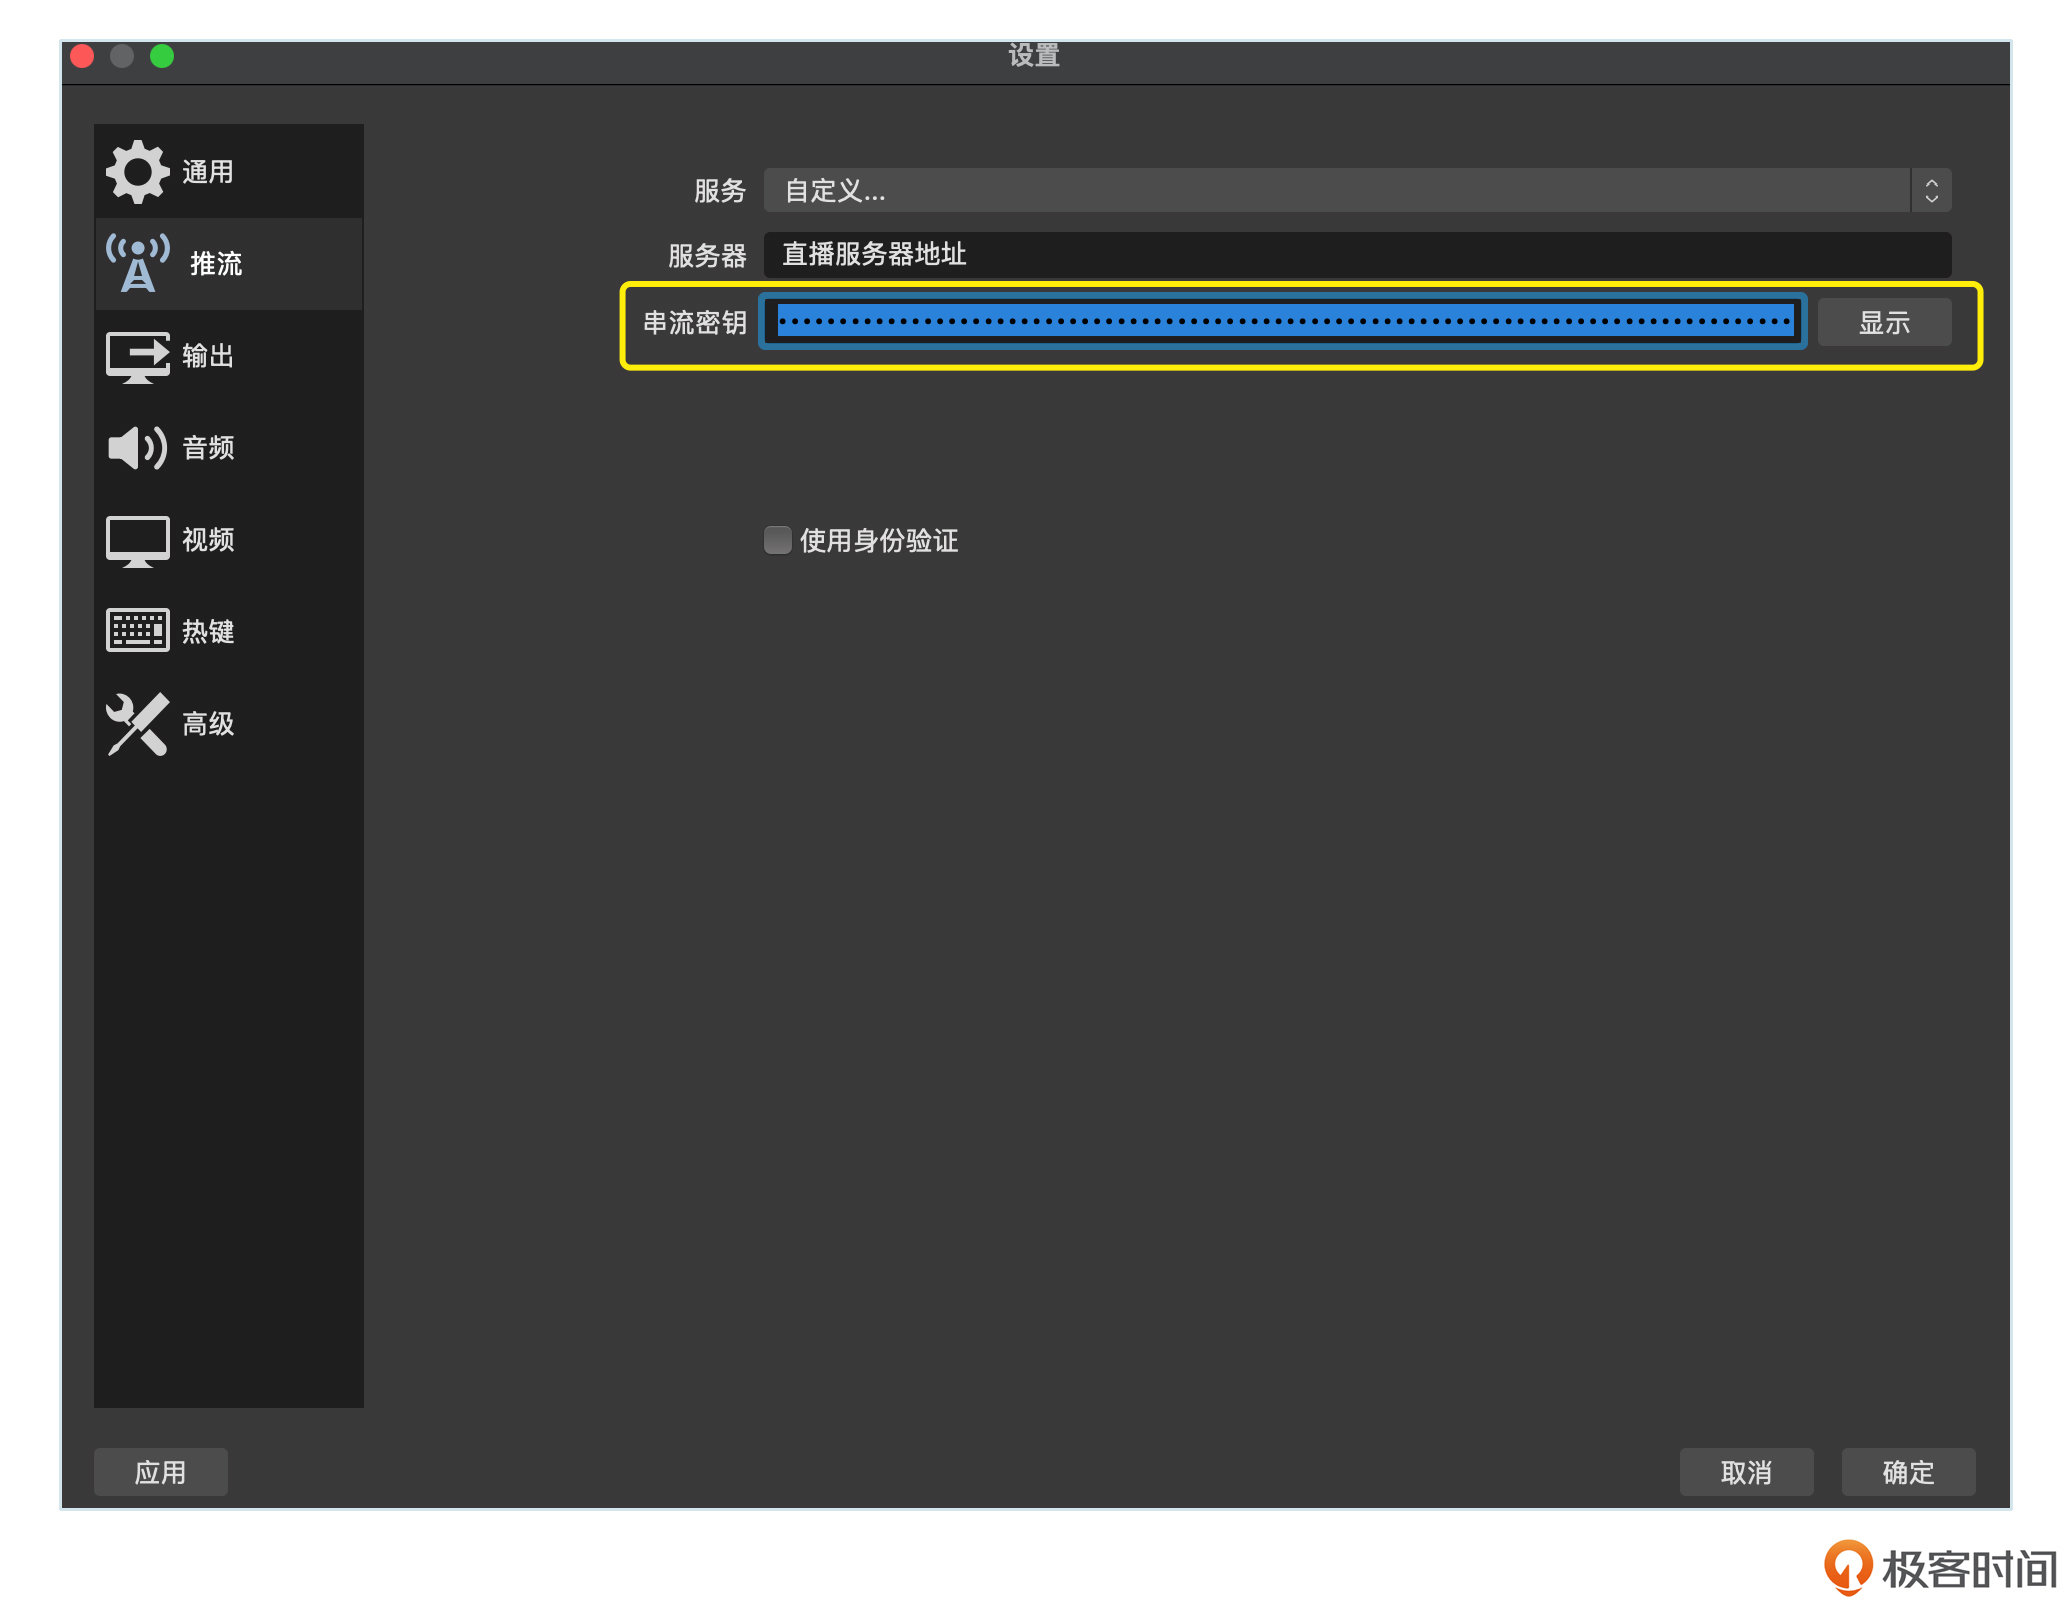 设置
通用
推流
输出
音频
视频
热键
高级
服务 自定义...
服务器 直播服务器地址
串流密钥 显示
使用身份验证
应用 取消 确定
极客时间